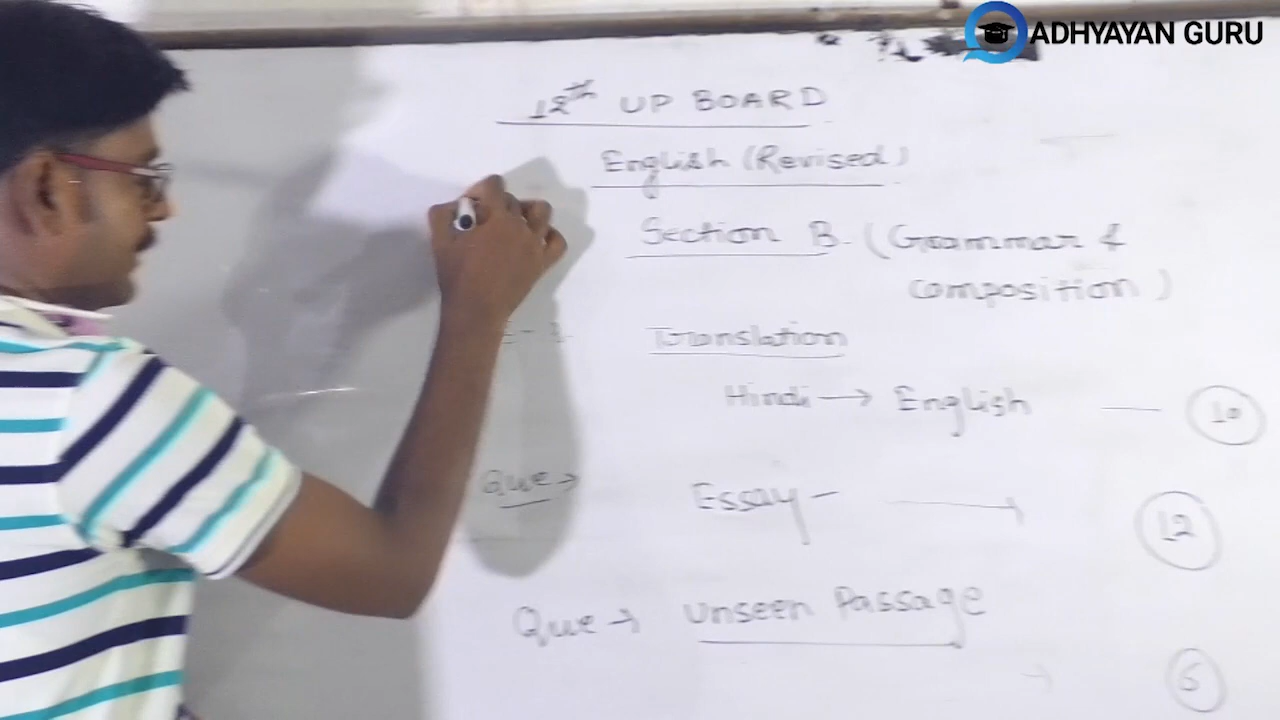 ADHYAYAN GURU
12th UP BOARD
English (Revised)
Section B. (Grammar &
composition)
Translation
Hindi → English — 10
Que → Essay - → 12
Que → Unseen Passage
6